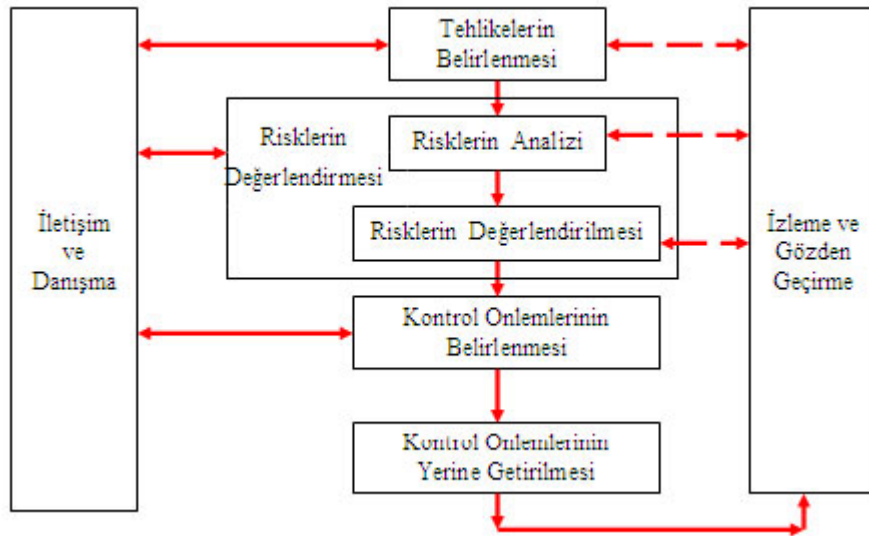 Tehlikelerin
Belirlenmesi
Risklerin
Değerlendirmesi
Risklerin Analizi
Risklerin Değerlendirilmesi
İletişim
ve
Danışma
İzleme ve
Gözden
Geçirme
Kontrol Onlemlerinin
Belirlenmesi
Kontrol Onlemlerinin
Yerine Getirilmesi